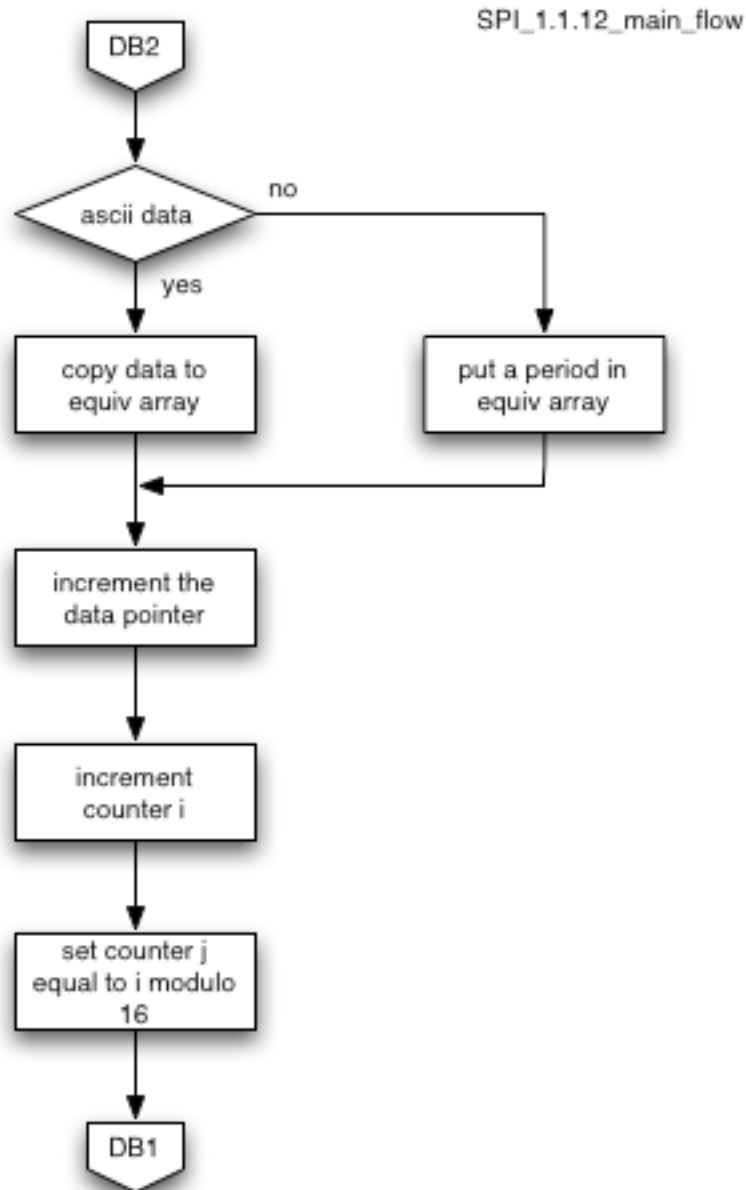 SPI_1.1.12_main_flow
DB2
ascii data
no
yes
copy data to
equiv array
put a period in
equiv array
increment the
data pointer
increment
counter i
set counter j
equal to i modulo
16
DB1